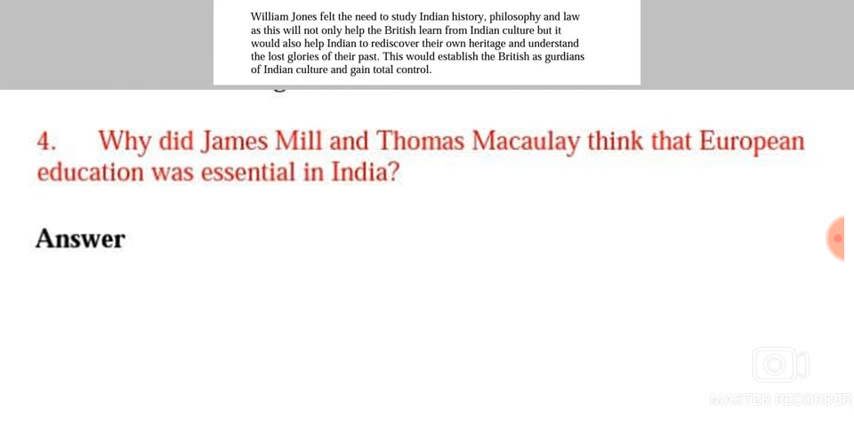 William Jones felt the need to study Indian history, philosophy and law
as this will not only help the British learn from Indian culture but it
would also help Indian to rediscover their own heritage and understand
the lost glories of their past. This would establish the British as gurdians
of Indian culture and gain total control.
4. Why did James Mill and Thomas Macaulay think that European
education was essential in India?
Answer
MASTER RECORDER